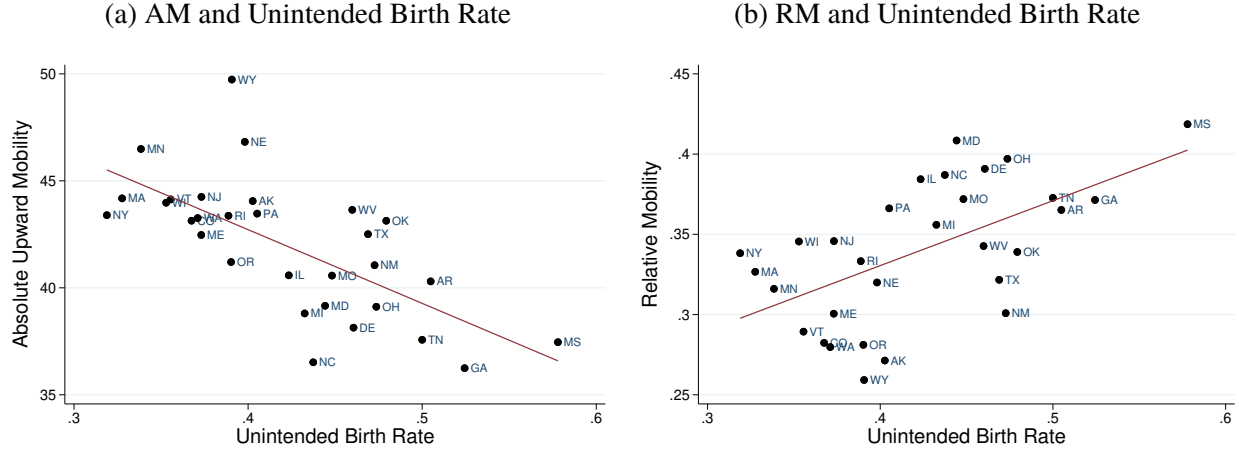 (a) AM and Unintended Birth Rate
50
45
40
35
Absolute Upward Mobility
WY
NE
MN
MA
VT
WI
NJ
AK
NY
WA
CO
RI
PA
WV
OK
ME
TX
OR
NM
IL
MO
AR
MI
MD
OH
DE
TN
MS
NC
GA
.3
.4
.5
.6
Unintended Birth Rate
(b) RM and Unintended Birth Rate
.45
.4
.35
.3
.25
Relative Mobility
MS
MD
OH
DE
NC
IL
MO
TN
GA
PA
AR
MI
WI
NJ
WV
NY
OK
RI
MA
TX
NE
MN
ME
NM
VT
CO
WA
OR
AK
WY
.3
.4
.5
.6
Unintended Birth Rate